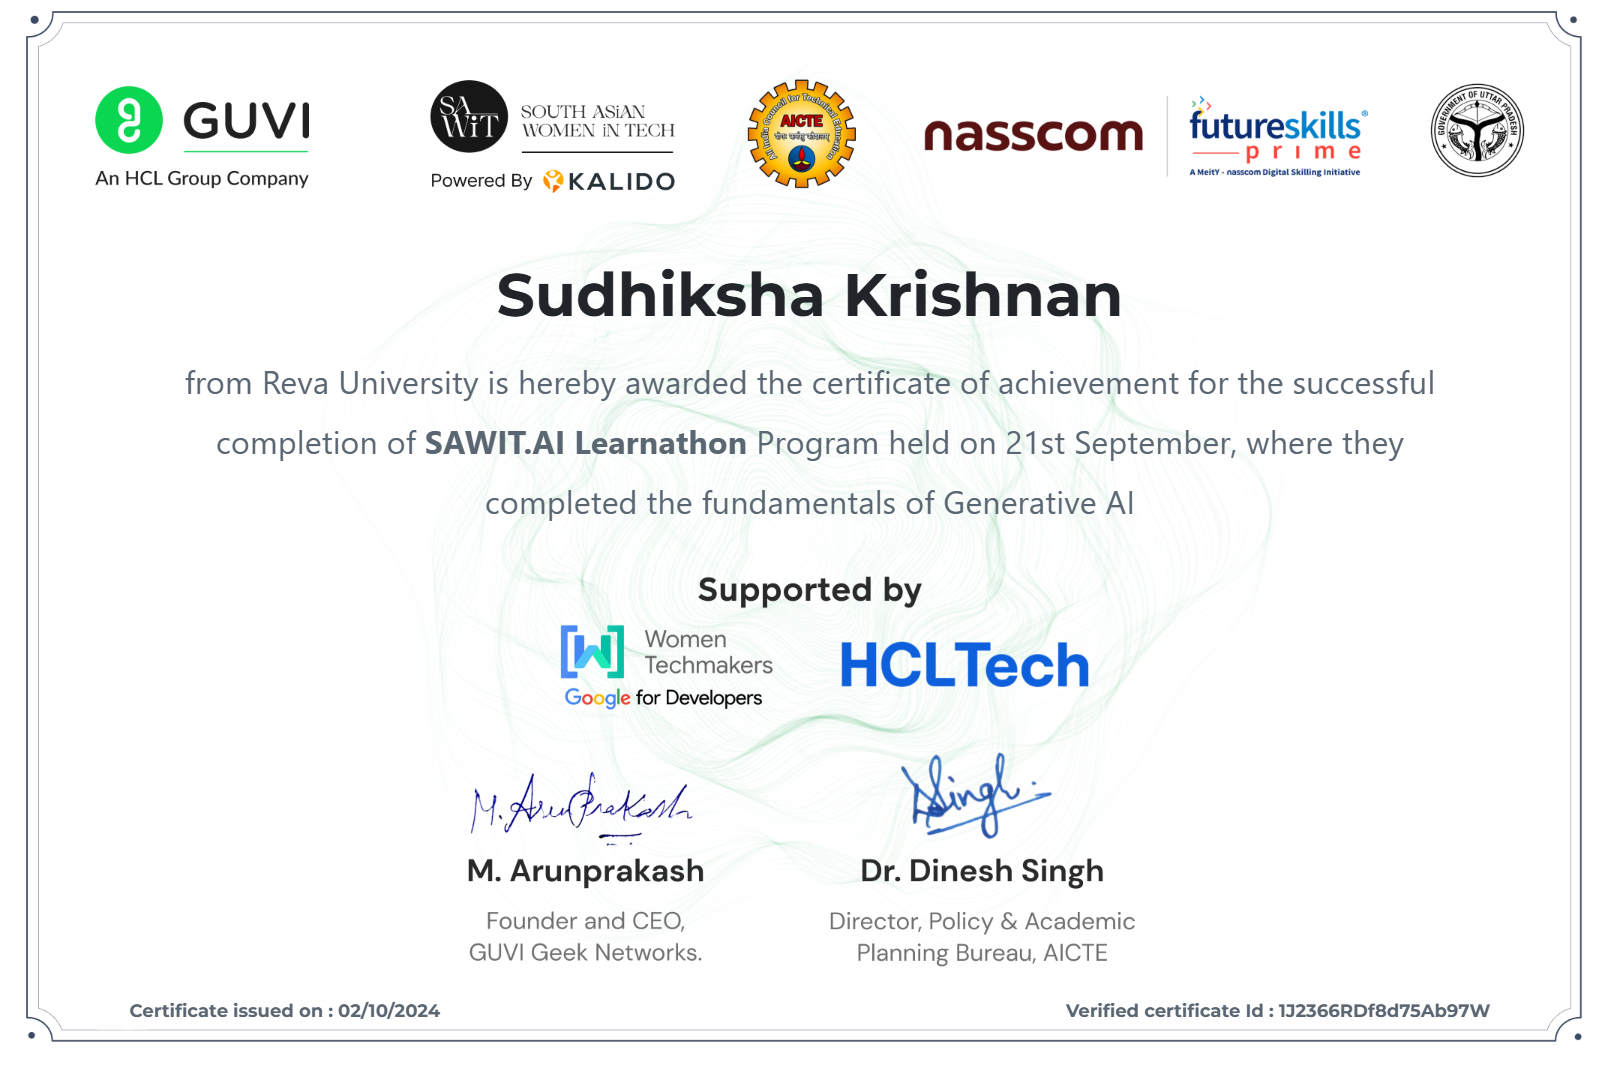 GUVI
An HCL Group Company
SA
WiT
SOUTH ASiAN
WOMEN iN TECH
Powered By KALIDO
All India Council for Technical Education
AICTE
nasscom
futureskills®
prime
A MeitY - nasscom Digital Skilling Initiative
GOVERNMENT OF UTTAR PRADESH
Sudhiksha Krishnan
from Reva University is hereby awarded the certificate of achievement for the successful
completion of SAWIT.AI Learnathon Program held on 21st September, where they
completed the fundamentals of Generative AI
Supported by
W
Women
Techmakers
Google for Developers
HCLTech
M. ArunPrakash
DSingh.
M. Arunprakash
Founder and CEO,
GUVI Geek Networks.
Dr. Dinesh Singh
Director, Policy & Academic
Planning Bureau, AICTE
Certificate issued on : 02/10/2024
Verified certificate Id : 1J2366RDf8d75Ab97W